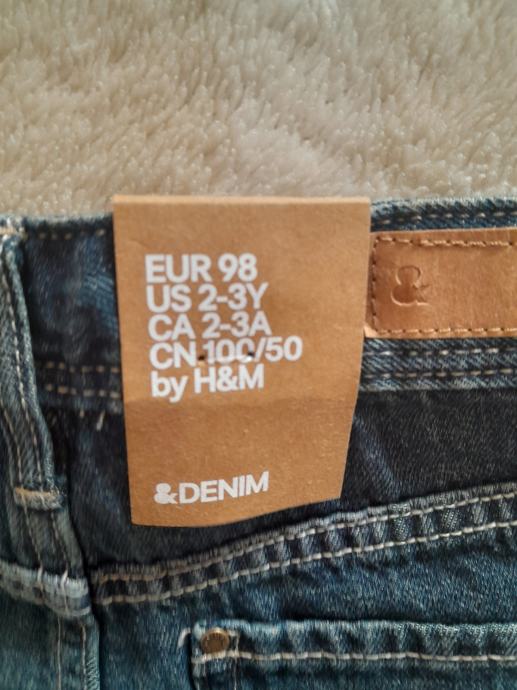 EUR 98
US 2-3Y
CA 2-3A
CN 100/50
by H&M
&DENIM
&